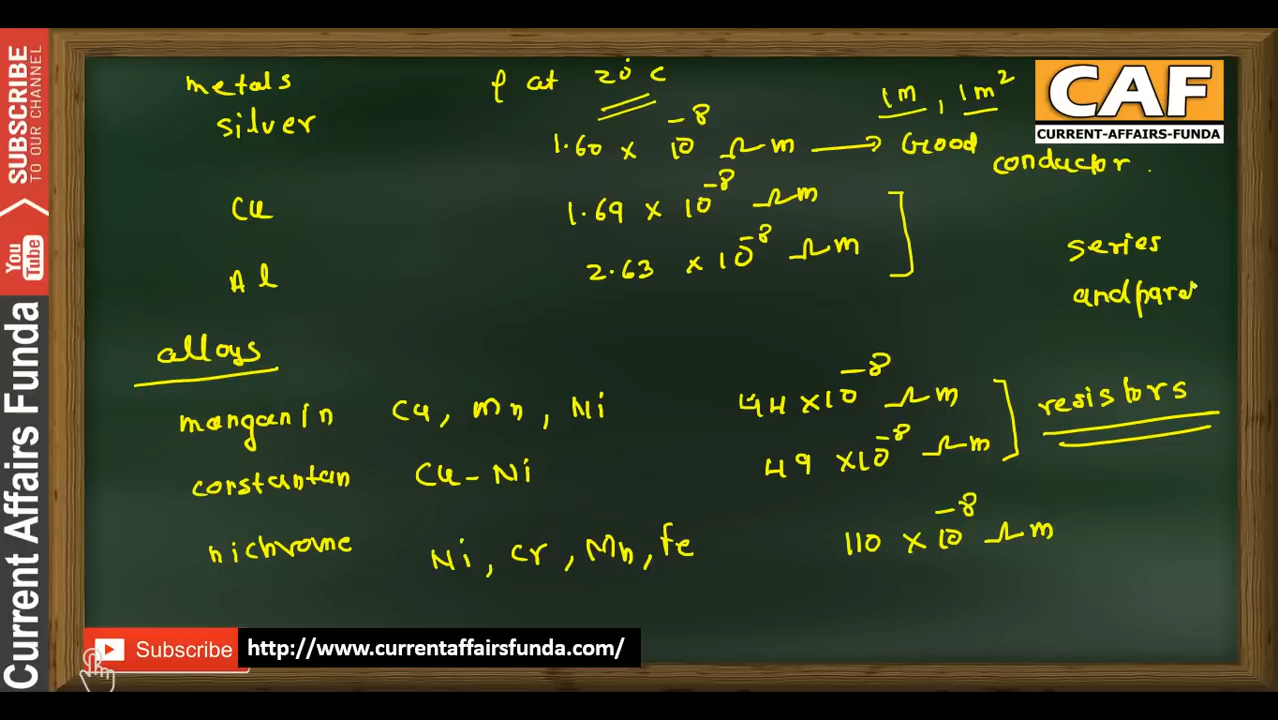 metals
ρ at 20°c
1m, 1m²
silver
1.60 × 10⁻⁸ Ωm → Good conductor.
Cu
1.69 × 10⁻⁸ Ωm
Al
2.63 × 10⁻⁸ Ωm
series
and para
alloys
manganin Cu, Mn, Ni 44 × 10⁻⁸ Ωm
resistors
constantan Cu - Ni 49 × 10⁻⁸ Ωm
nichrome Ni, Cr, Mn, Fe 110 × 10⁻⁸ Ωm
CAF
CURRENT-AFFAIRS-FUNDA
SUBSCRIBE
TO OUR CHANNEL
You Tube
Current Affairs Funda
Subscribe
http://www.currentaffairsfunda.com/